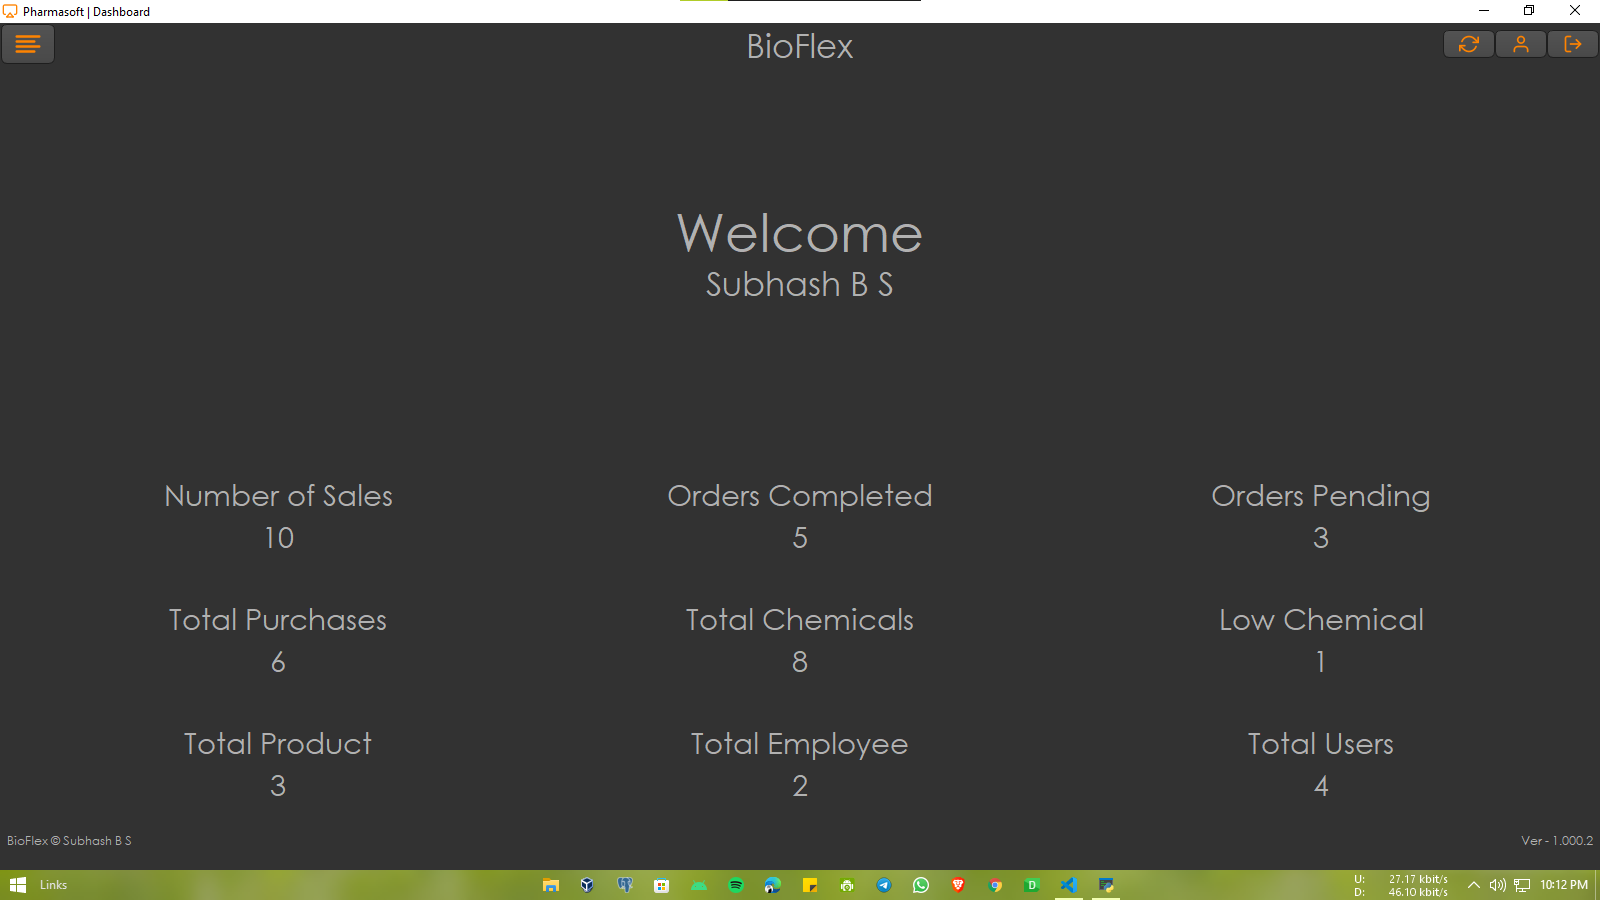 Pharmasoft | Dashboard
BioFlex
Welcome
Subhash B S
Number of Sales
10
Orders Completed
5
Orders Pending
3
Total Purchases
6
Total Chemicals
8
Low Chemical
1
Total Product
3
Total Employee
2
Total Users
4
BioFlex © Subhash B S
Ver - 1.000.2
Links
D
U: 27.17 kbit/s
D: 46.10 kbit/s
10:12 PM